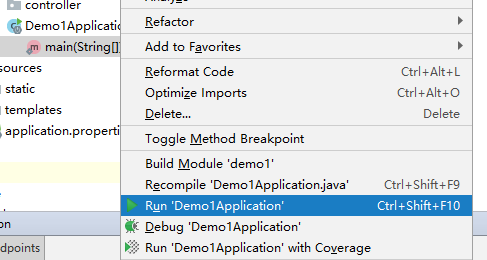 controller
Demo1Application
main(String[])
sources
static
templates
application.properti
on
dpoints
Refactor
Add to Favorites
Reformat Code Ctrl+Alt+L
Optimize Imports Ctrl+Alt+O
Delete... Delete
Toggle Method Breakpoint
Build Module 'demo1'
Recompile 'Demo1Application.java' Ctrl+Shift+F9
Run 'Demo1Application' Ctrl+Shift+F10
Debug 'Demo1Application'
Run 'Demo1Application' with Coverage